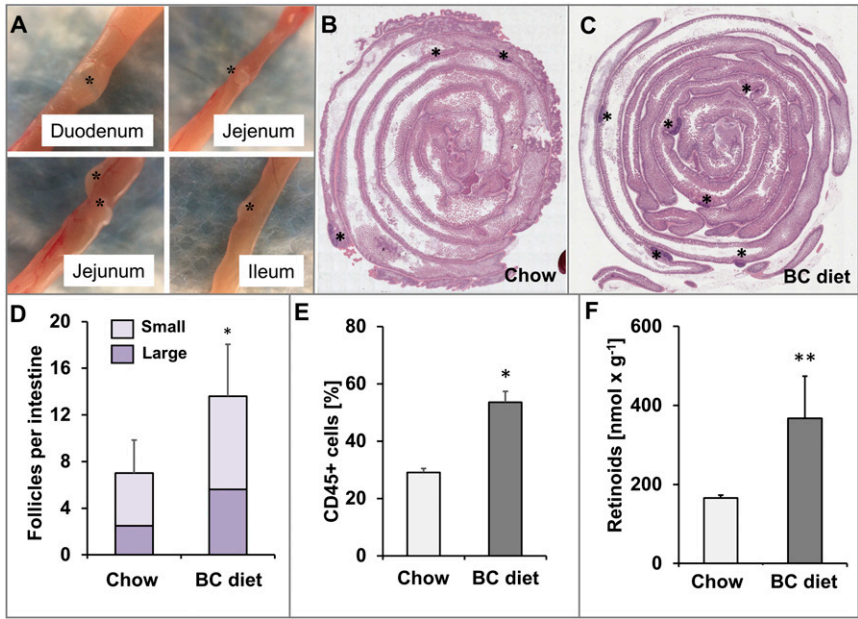 A
*
Duodenum
*
Jejenum
*
*
Jejunum
*
Ileum
B
* *
*
Chow
C
*
*
*
*
*
*
BC diet
D
Follicles per intestine
20
16
12
8
4
0
Small
Large
*
Chow BC diet
E
CD45+ cells [%]
80
60
40
20
0
*
Chow BC diet
F
Retinoids [nmol x g⁻¹]
600
400
200
0
**
Chow BC diet